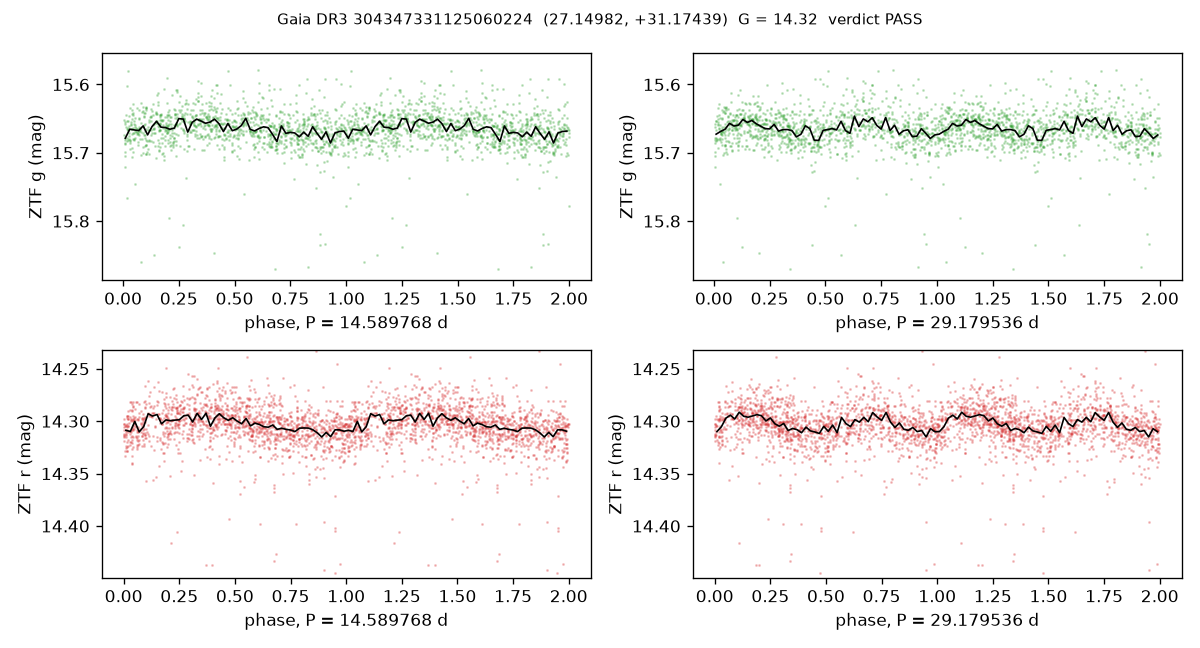 Gaia DR3 304347331125060224 (27.14982, +31.17439) G = 14.32 verdict PASS
ZTF g (mag)
15.6
15.7
15.8
0.00 0.25 0.50 0.75 1.00 1.25 1.50 1.75 2.00
phase, P = 14.589768 d
ZTF g (mag)
15.6
15.7
15.8
0.00 0.25 0.50 0.75 1.00 1.25 1.50 1.75 2.00
phase, P = 29.179536 d
ZTF r (mag)
14.25
14.30
14.35
14.40
0.00 0.25 0.50 0.75 1.00 1.25 1.50 1.75 2.00
phase, P = 14.589768 d
ZTF r (mag)
14.25
14.30
14.35
14.40
0.00 0.25 0.50 0.75 1.00 1.25 1.50 1.75 2.00
phase, P = 29.179536 d